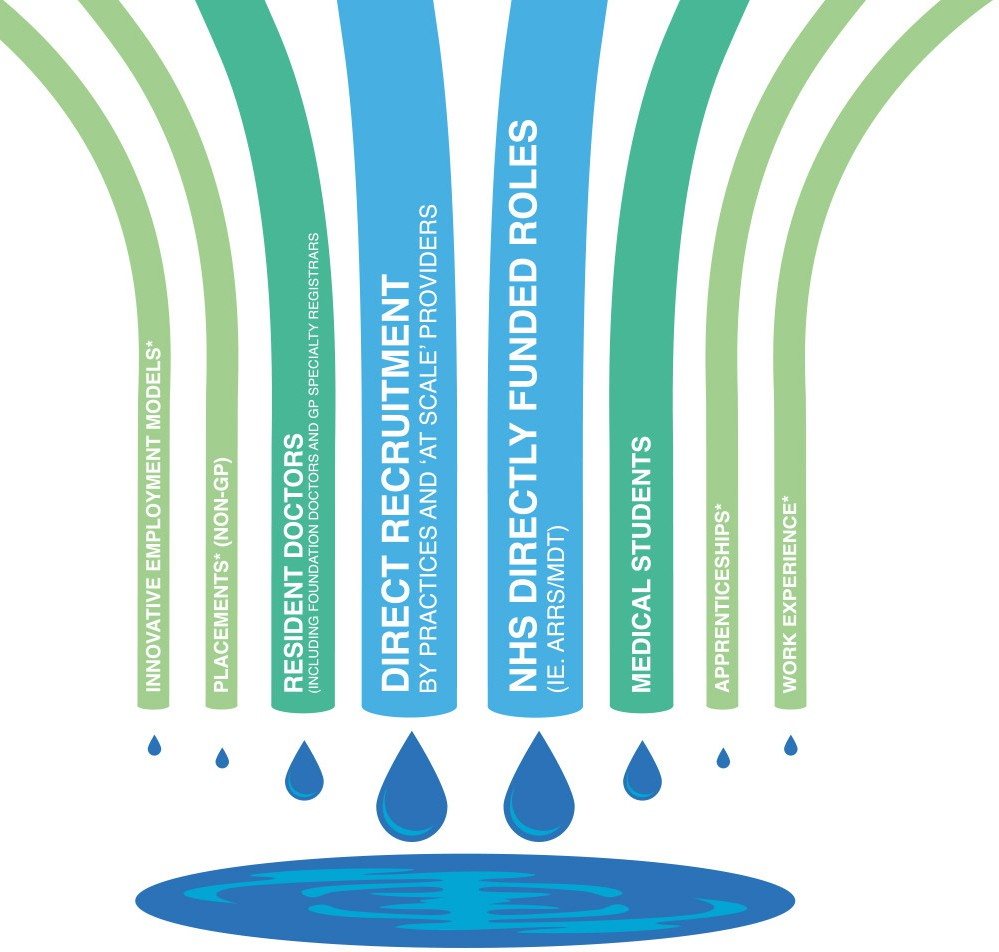 INNOVATIVE EMPLOYMENT MODELS*
PLACEMENTS* (NON-GP)
RESIDENT DOCTORS
(INCLUDING FOUNDATION DOCTORS AND GP SPECIALTY REGISTRARS
DIRECT RECRUITMENT
BY PRACTICES AND ‘AT SCALE’ PROVIDERS
NHS DIRECTLY FUNDED ROLES
(IE. ARRS/MDT)
MEDICAL STUDENTS
APPRENTICESHIPS*
WORK EXPERIENCE*